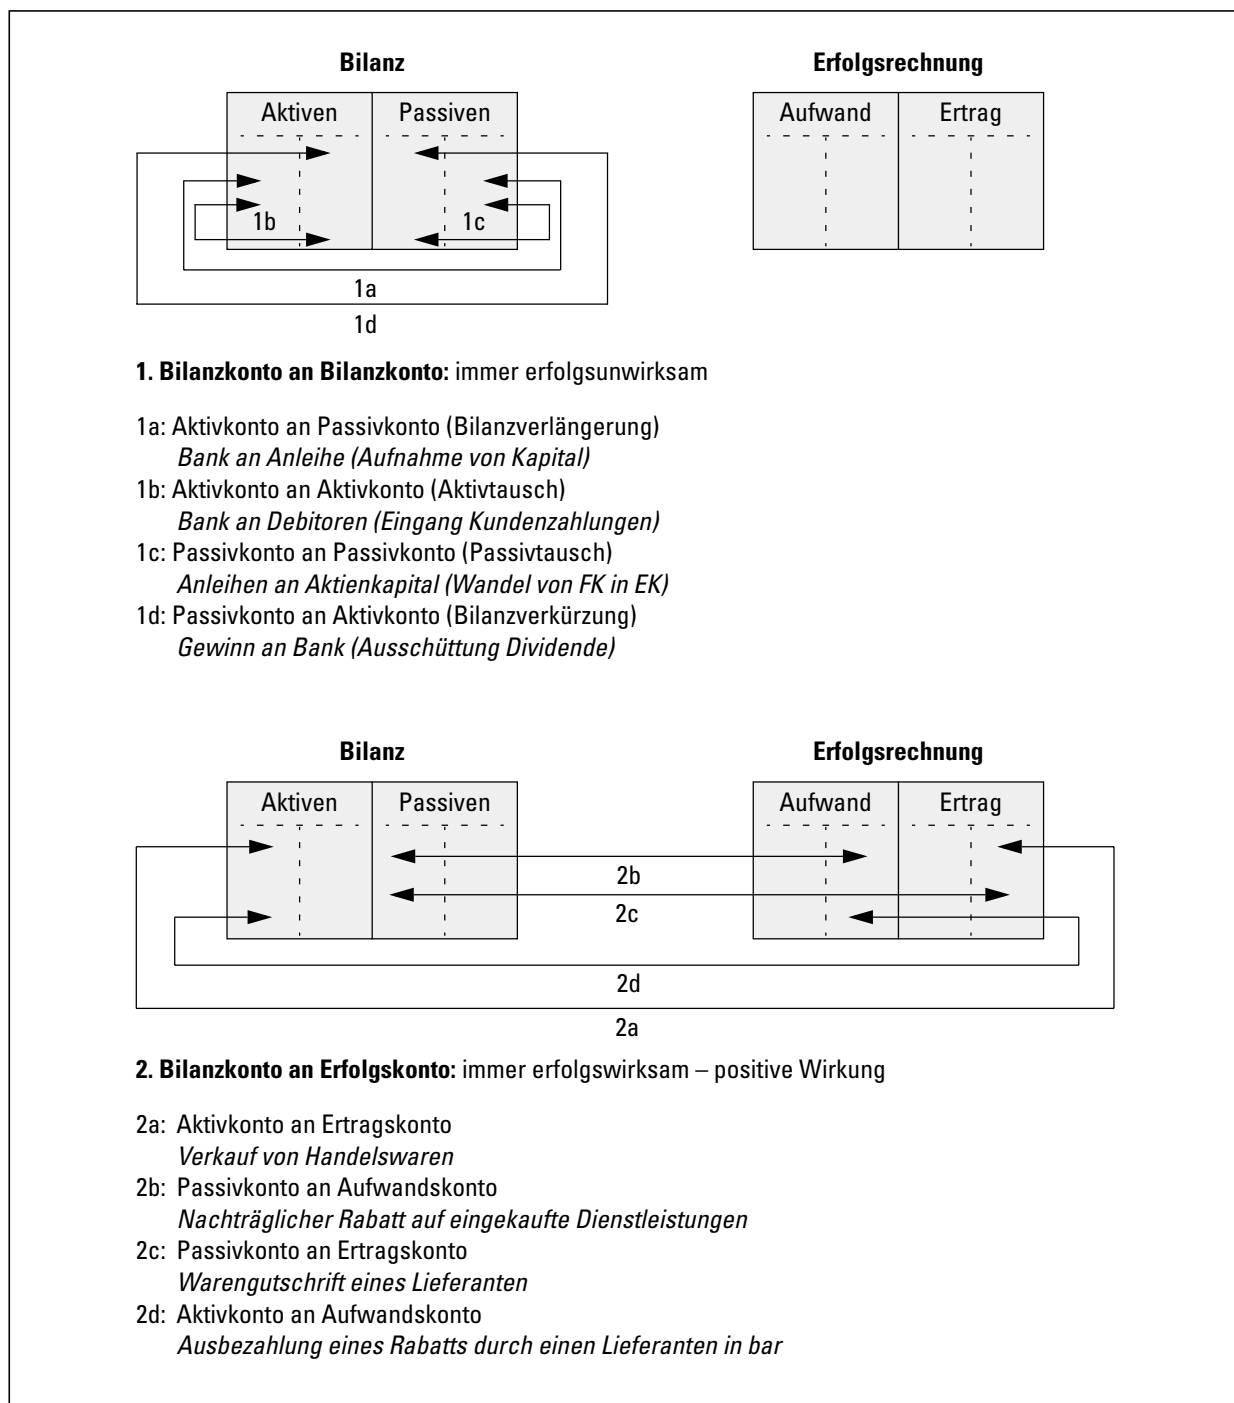 Bilanz Erfolgsrechnung
Aktiven Passiven Aufwand Ertrag
1b 1c
1a
1d
1. Bilanzkonto an Bilanzkonto: immer erfolgsunwirksam
1a: Aktivkonto an Passivkonto (Bilanzverlängerung)
Bank an Anleihe (Aufnahme von Kapital)
1b: Aktivkonto an Aktivkonto (Aktivtausch)
Bank an Debitoren (Eingang Kundenzahlungen)
1c: Passivkonto an Passivkonto (Passivtausch)
Anleihen an Aktienkapital (Wandel von FK in EK)
1d: Passivkonto an Aktivkonto (Bilanzverkürzung)
Gewinn an Bank (Ausschüttung Dividende)
Bilanz Erfolgsrechnung
Aktiven Passiven Aufwand Ertrag
2b
2c
2d
2a
2. Bilanzkonto an Erfolgskonto: immer erfolgswirksam – positive Wirkung
2a: Aktivkonto an Ertragskonto
Verkauf von Handelswaren
2b: Passivkonto an Aufwandskonto
Nachträglicher Rabatt auf eingekaufte Dienstleistungen
2c: Passivkonto an Ertragskonto
Warengutschrift eines Lieferanten
2d: Aktivkonto an Aufwandskonto
Ausbezahlung eines Rabatts durch einen Lieferanten in bar